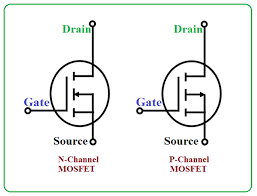 Drain
Drain
Gate
Gate
Source
Source
N-Channel
MOSFET
P-Channel
MOSFET